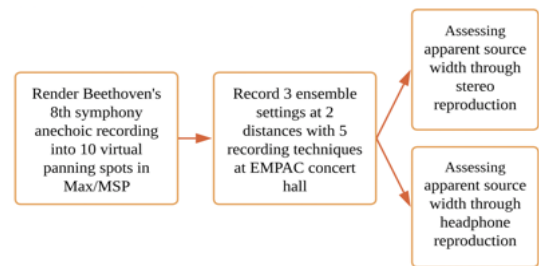 Render Beethoven's
8th symphony
anechoic recording
into 10 virtual
panning spots in
Max/MSP
Record 3 ensemble
settings at 2
distances with 5
recording techniques
at EMPAC concert
hall
Assessing
apparent source
width through
stereo
reproduction
Assessing
apparent source
width through
headphone
reproduction